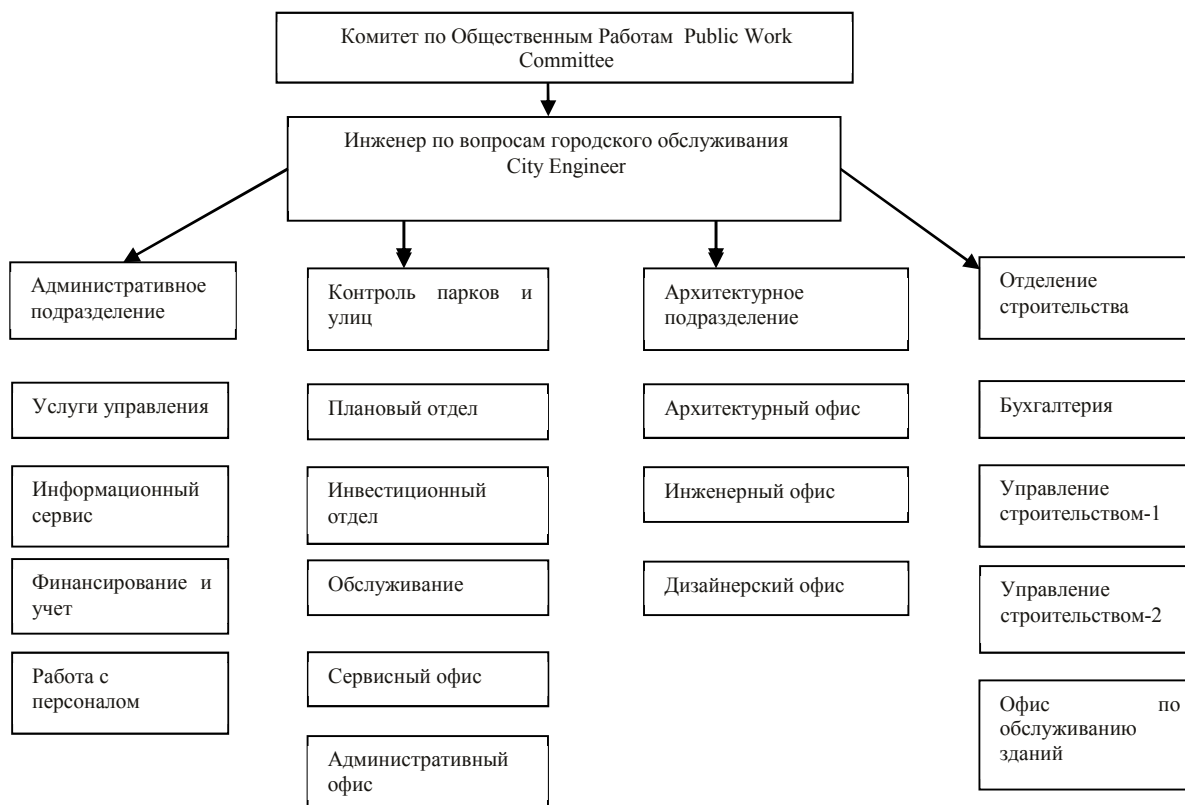 Комитет по Общественным Работам Public Work
Committee
Инженер по вопросам городского обслуживания
City Engineer
Административное
подразделение
Контроль парков и
улиц
Архитектурное
подразделение
Отделение
строительства
Услуги управления
Плановый отдел
Архитектурный офис
Бухгалтерия
Информационный
сервис
Инвестиционный
отдел
Инженерный офис
Управление
строительством-1
Финансирование и
учет
Обслуживание
Дизайнерский офис
Управление
строительством-2
Работа с
персоналом
Сервисный офис
Офис по
обслуживанию
зданий
Административный
офис